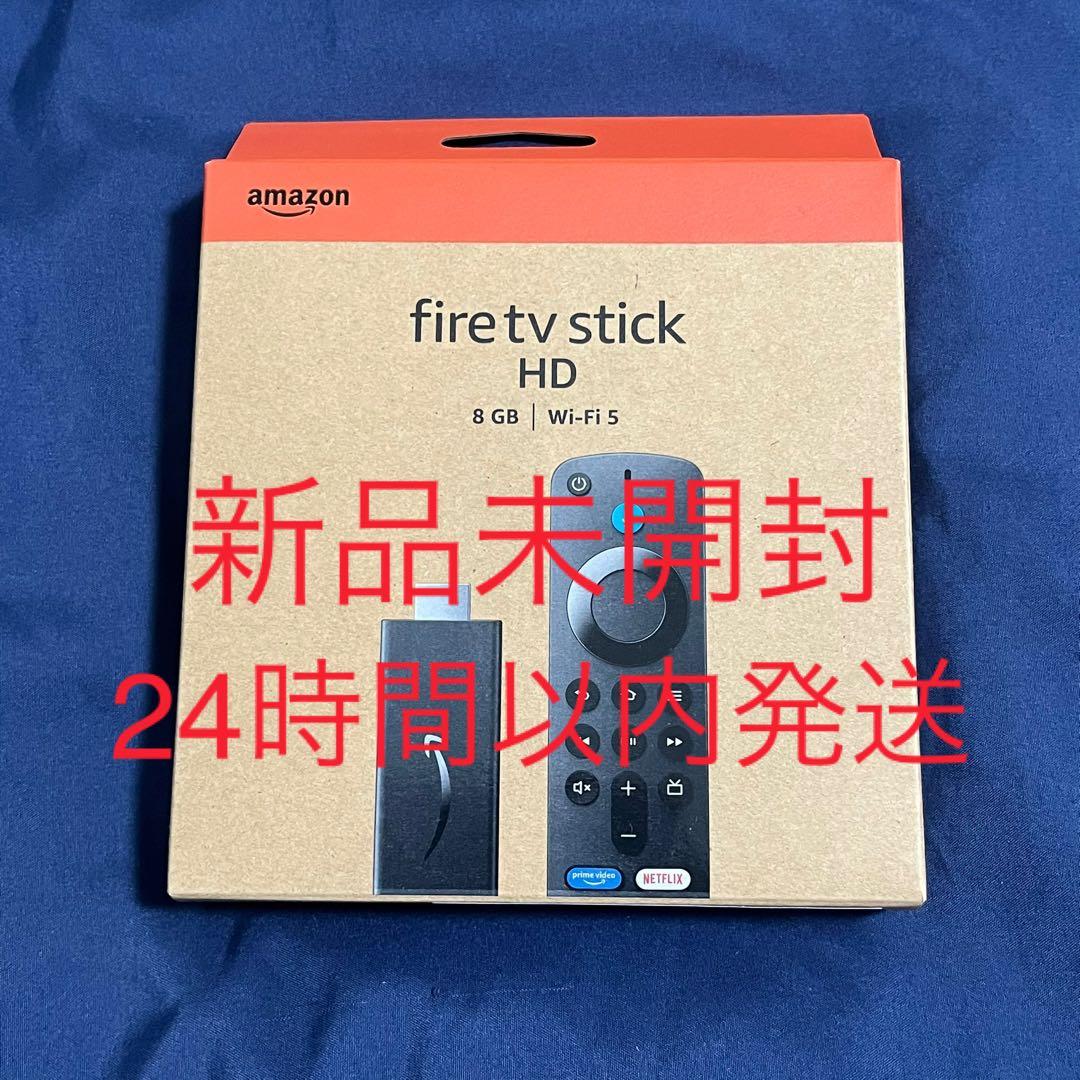 amazon
fire tv stick
HD
8 GB | Wi-Fi 5
新品未開封
24時間以内発送
prime video
NETFLIX